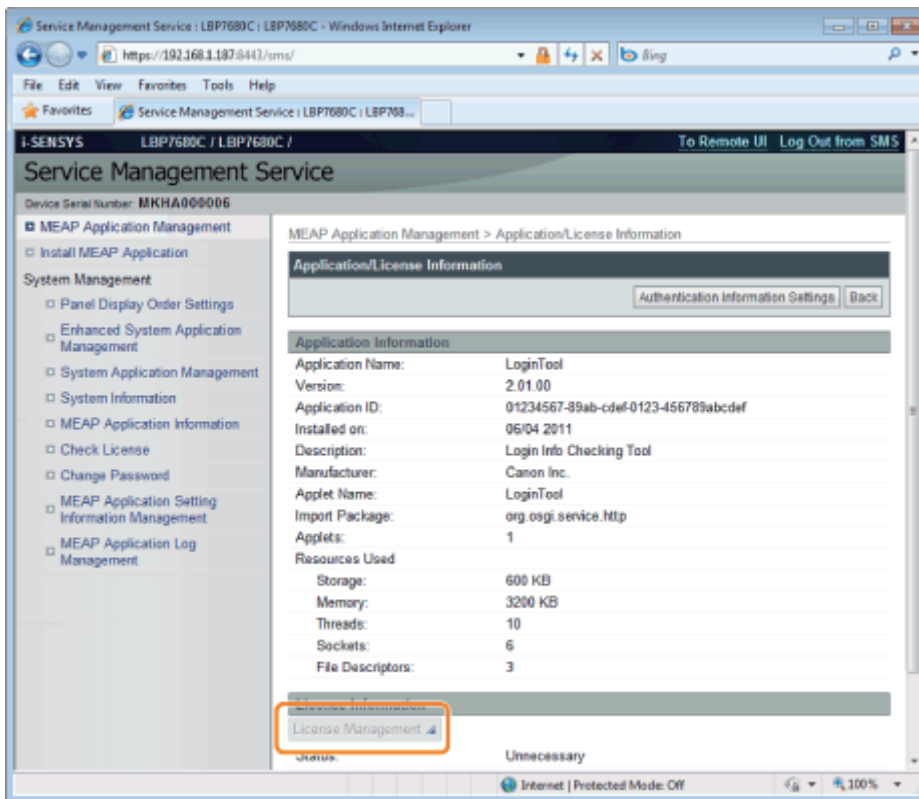 Service Management Service : LBP7680C : LBP7680C - Windows Internet Explorer
https://192.168.1.187:8443/sms/
Bing
File Edit View Favorites Tools Help
Favorites
Service Management Service : LBP7680C : LBP768...
i-SENSYS LBP7680C / LBP7680C /
To Remote UI Log Out from SMS
Service Management Service
Device Serial Number: MKHA000006
MEAP Application Management
Install MEAP Application
System Management
Panel Display Order Settings
Enhanced System Application
Management
System Application Management
System Information
MEAP Application Information
Check License
Change Password
MEAP Application Setting
Information Management
MEAP Application Log
Management
MEAP Application Management > Application/License Information
Application/License Information
Authentication Information Settings Back
Application Information
Application Name: LoginTool
Version: 2.01.00
Application ID: 01234567-89ab-cdef-0123-456789abcdef
Installed on: 06/04 2011
Description: Login Info Checking Tool
Manufacturer: Canon Inc.
Applet Name: LoginTool
Import Package: org.osgi.service.http
Applets: 1
Resources Used
Storage: 600 KB
Memory: 3200 KB
Threads: 10
Sockets: 6
File Descriptors: 3
License Information
License Management
Status: Unnecessary
Internet | Protected Mode: Off
100%